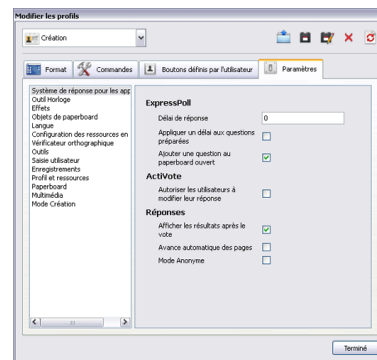 Modifier les profils
Création
Format
Commandes
Boutons définis par l'utilisateur
Paramètres
Système de réponse pour les app
Outil Horloge
Effets
Objets de paperboard
Langue
Configuration des ressources en
Vérificateur orthographique
Outils
Saisie utilisateur
Enregistrements
Profil et ressources
Paperboard
Multimédia
Mode Création
ExpressPoll
Délai de réponse
0
Appliquer un délai aux questions
préparées
Ajouter une question au
paperboard ouvert
ActiVote
Autoriser les utilisateurs à
modifier leur réponse
Réponses
Afficher les résultats après le
vote
Avance automatique des pages
Mode Anonyme
Terminé